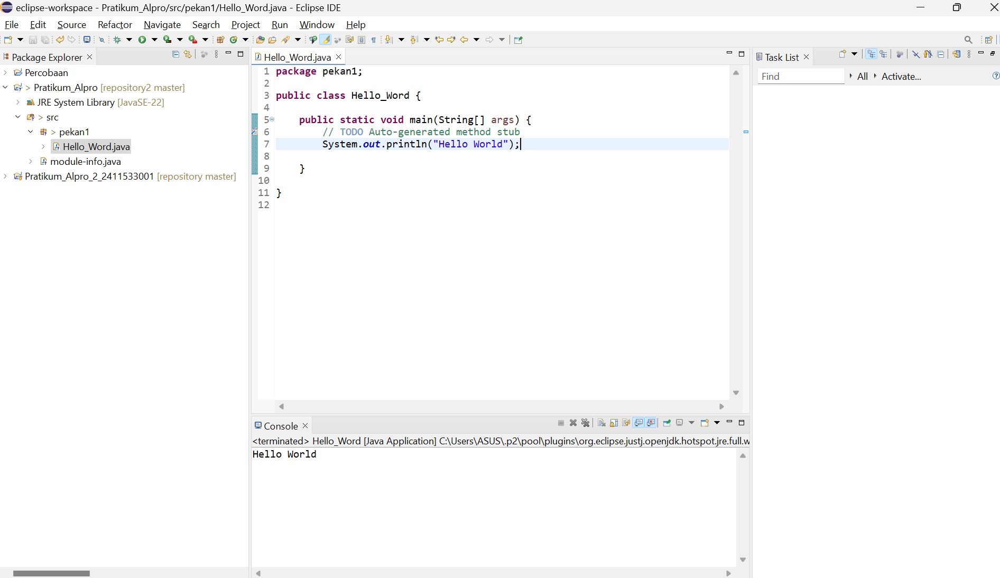 eclipse-workspace - Pratikum_Alpro/src/pekan1/Hello_Word.java - Eclipse IDE
File Edit Source Refactor Navigate Search Project Run Window Help
Package Explorer
Percobaan
> Pratikum_Alpro [repository2 master]
JRE System Library [JavaSE-22]
> src
> pekan1
Hello_Word.java
module-info.java
Pratikum_Alpro_2_2411533001 [repository master]
Hello_Word.java
1 package pekan1;
2
3 public class Hello_Word {
4
5 public static void main(String[] args) {
6 // TODO Auto-generated method stub
7 System.out.println("Hello World");
8
9 }
10
11 }
12
Console
<terminated> Hello_Word [Java Application] C:\Users\ASUS\.p2\pool\plugins\org.eclipse.justj.openjdk.hotspot.jre.full.w
Hello World
Task List
Find All Activate...